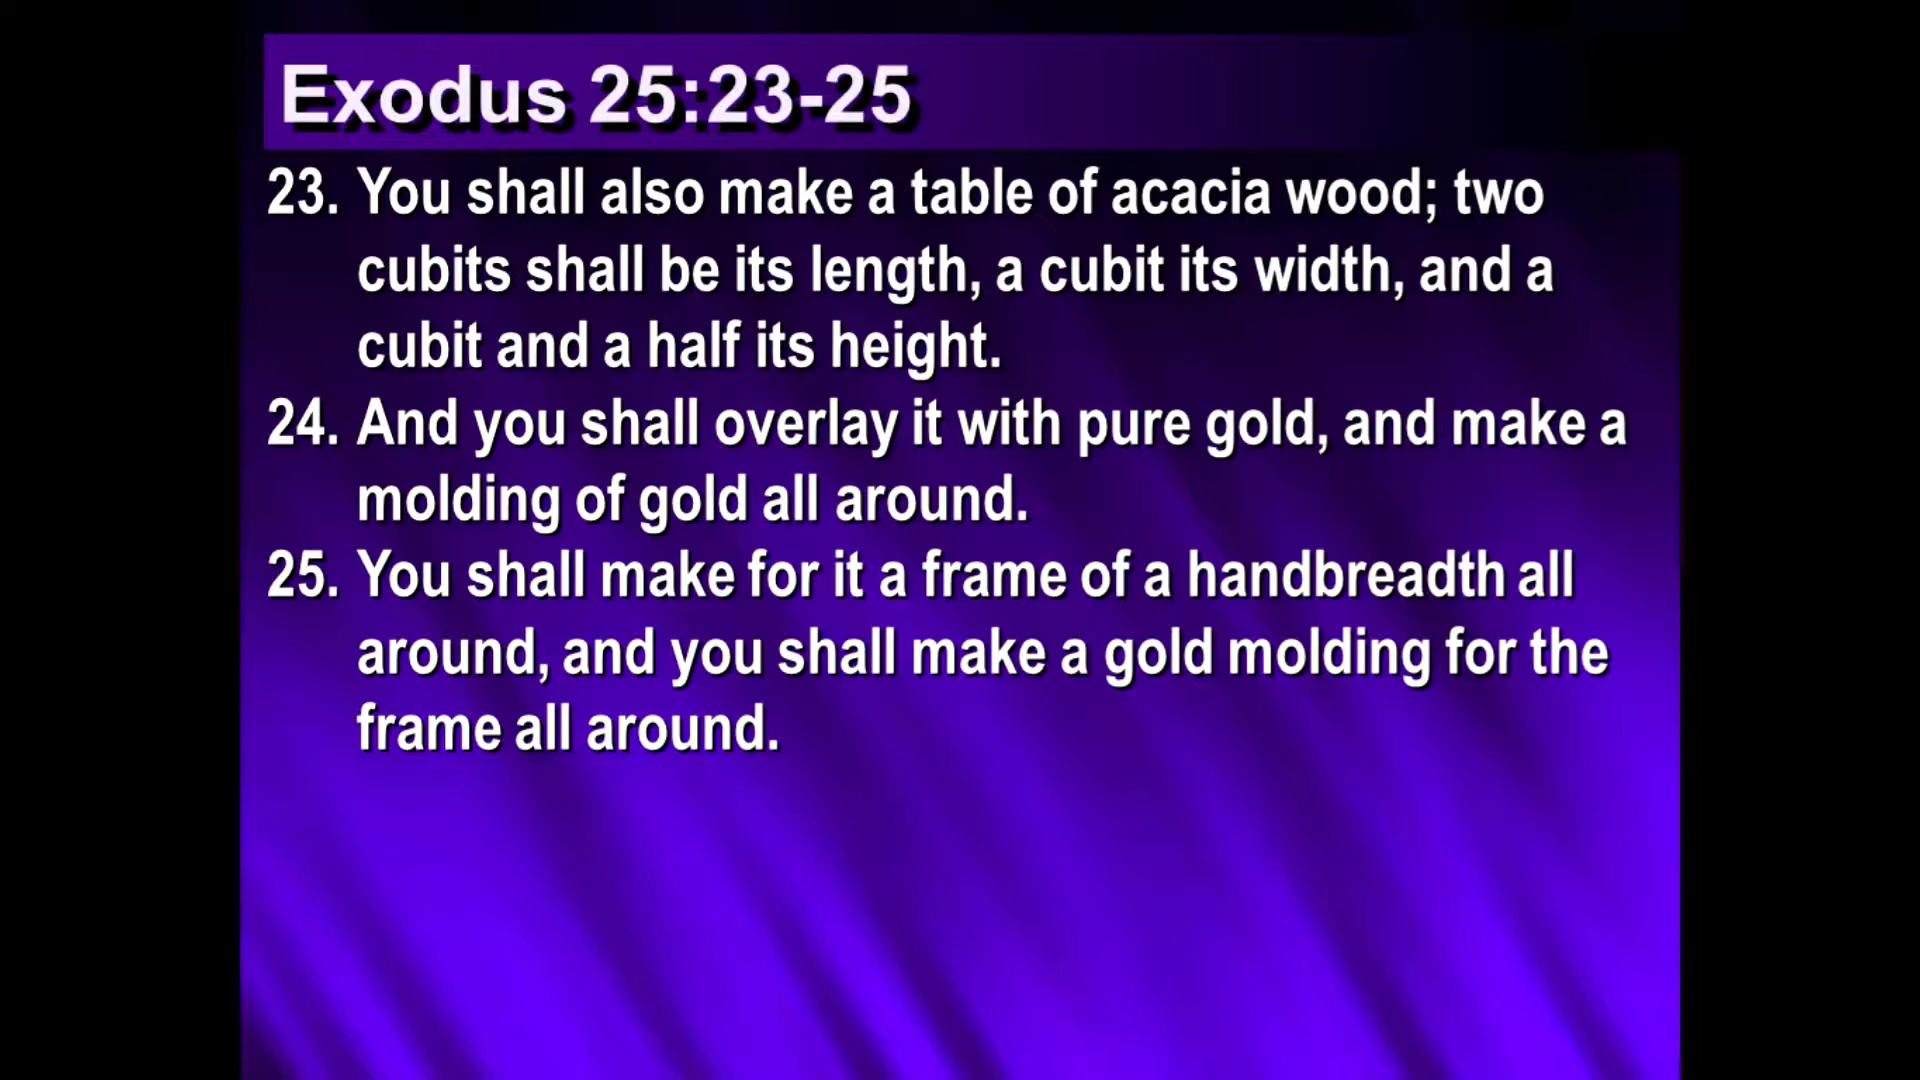 Exodus 25:23-25
23. You shall also make a table of acacia wood; two
cubits shall be its length, a cubit its width, and a
cubit and a half its height.
24. And you shall overlay it with pure gold, and make a
molding of gold all around.
25. You shall make for it a frame of a handbreadth all
around, and you shall make a gold molding for the
frame all around.